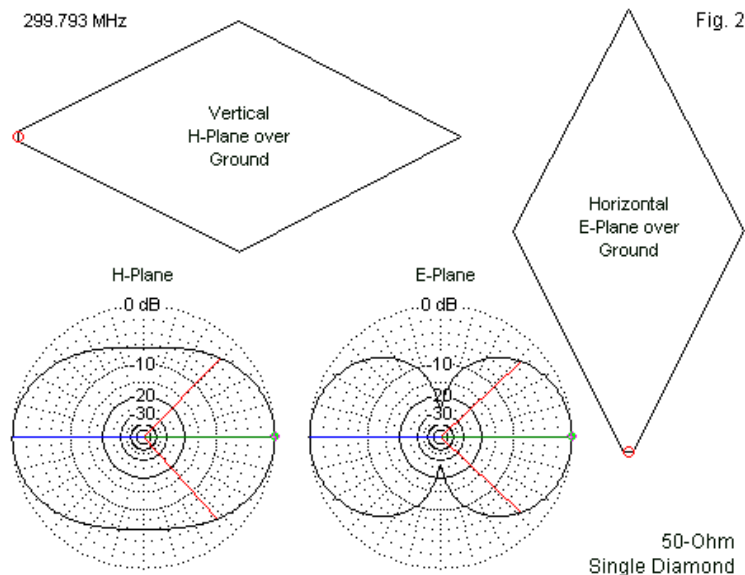 299.793 MHz
Fig. 2
Vertical
H-Plane over
Ground
Horizontal
E-Plane over
Ground
H-Plane
0 dB
-10
-20
-30
E-Plane
0 dB
-10
-20
-30
50-Ohm
Single Diamond